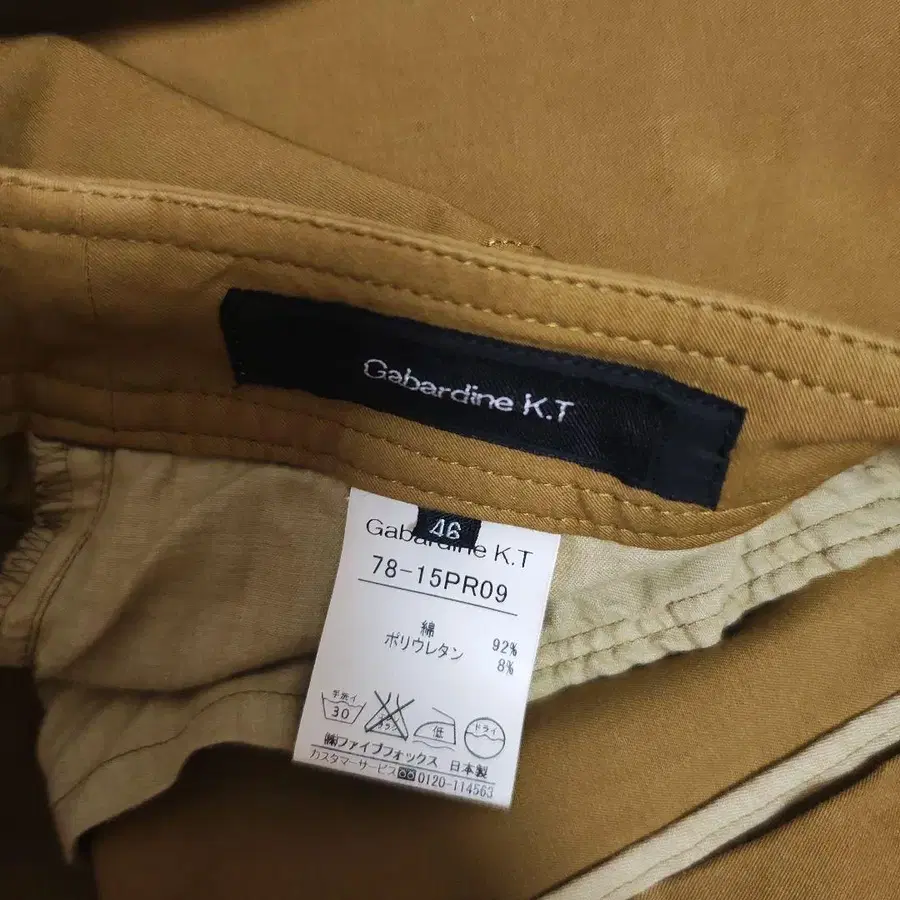 Gabardine K.T
46
Gabardine K.T
78-15PR09
綿 92%
ポリウレタン 8%
手洗イ
30
低
ドライ
㈱ファイブフォックス 日本製
カスタマーサービス 0120-114563